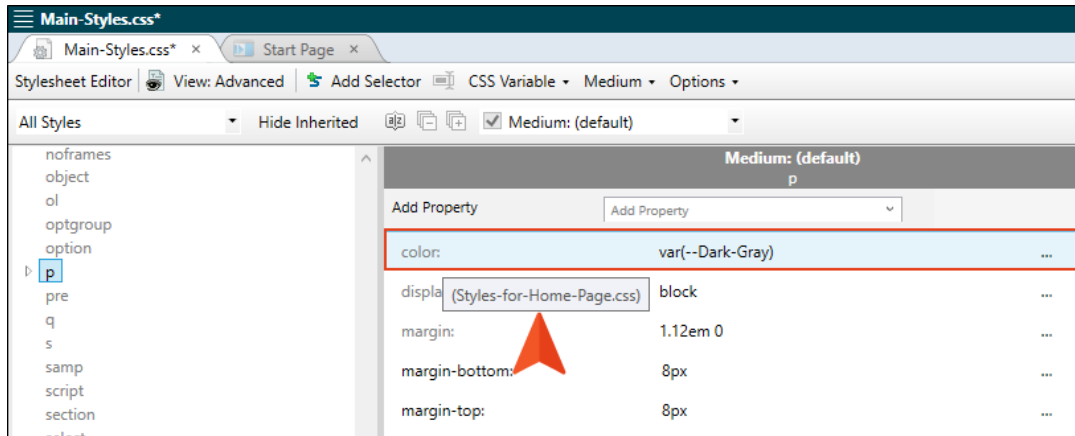 Main-Styles.css*
Main-Styles.css* × Start Page ×
Stylesheet Editor View: Advanced Add Selector CSS Variable Medium Options
All Styles Hide Inherited Medium: (default)
noframes
object
ol
optgroup
option
p
pre
q
s
samp
script
section
Medium: (default)
p
Add Property Add Property
color: var(--Dark-Gray) ...
displa block ...
(Styles-for-Home-Page.css)
margin: 1.12em 0 ...
margin-bottom: 8px ...
margin-top: 8px ...